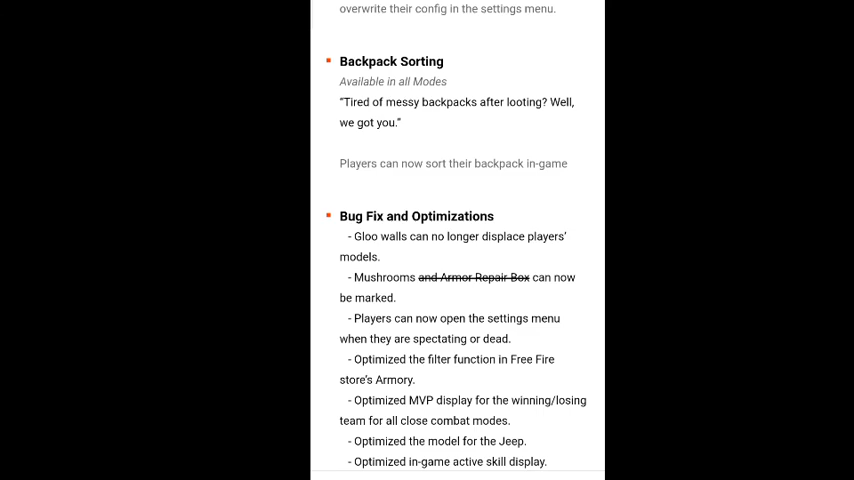 overwrite their config in the settings menu.
Backpack Sorting
Available in all Modes
“Tired of messy backpacks after looting? Well,
we got you.”
Players can now sort their backpack in-game
Bug Fix and Optimizations
- Gloo walls can no longer displace players’
models.
- Mushrooms and Armor Repair Box can now
be marked.
- Players can now open the settings menu
when they are spectating or dead.
- Optimized the filter function in Free Fire
store’s Armory.
- Optimized MVP display for the winning/losing
team for all close combat modes.
- Optimized the model for the Jeep.
- Optimized in-game active skill display.